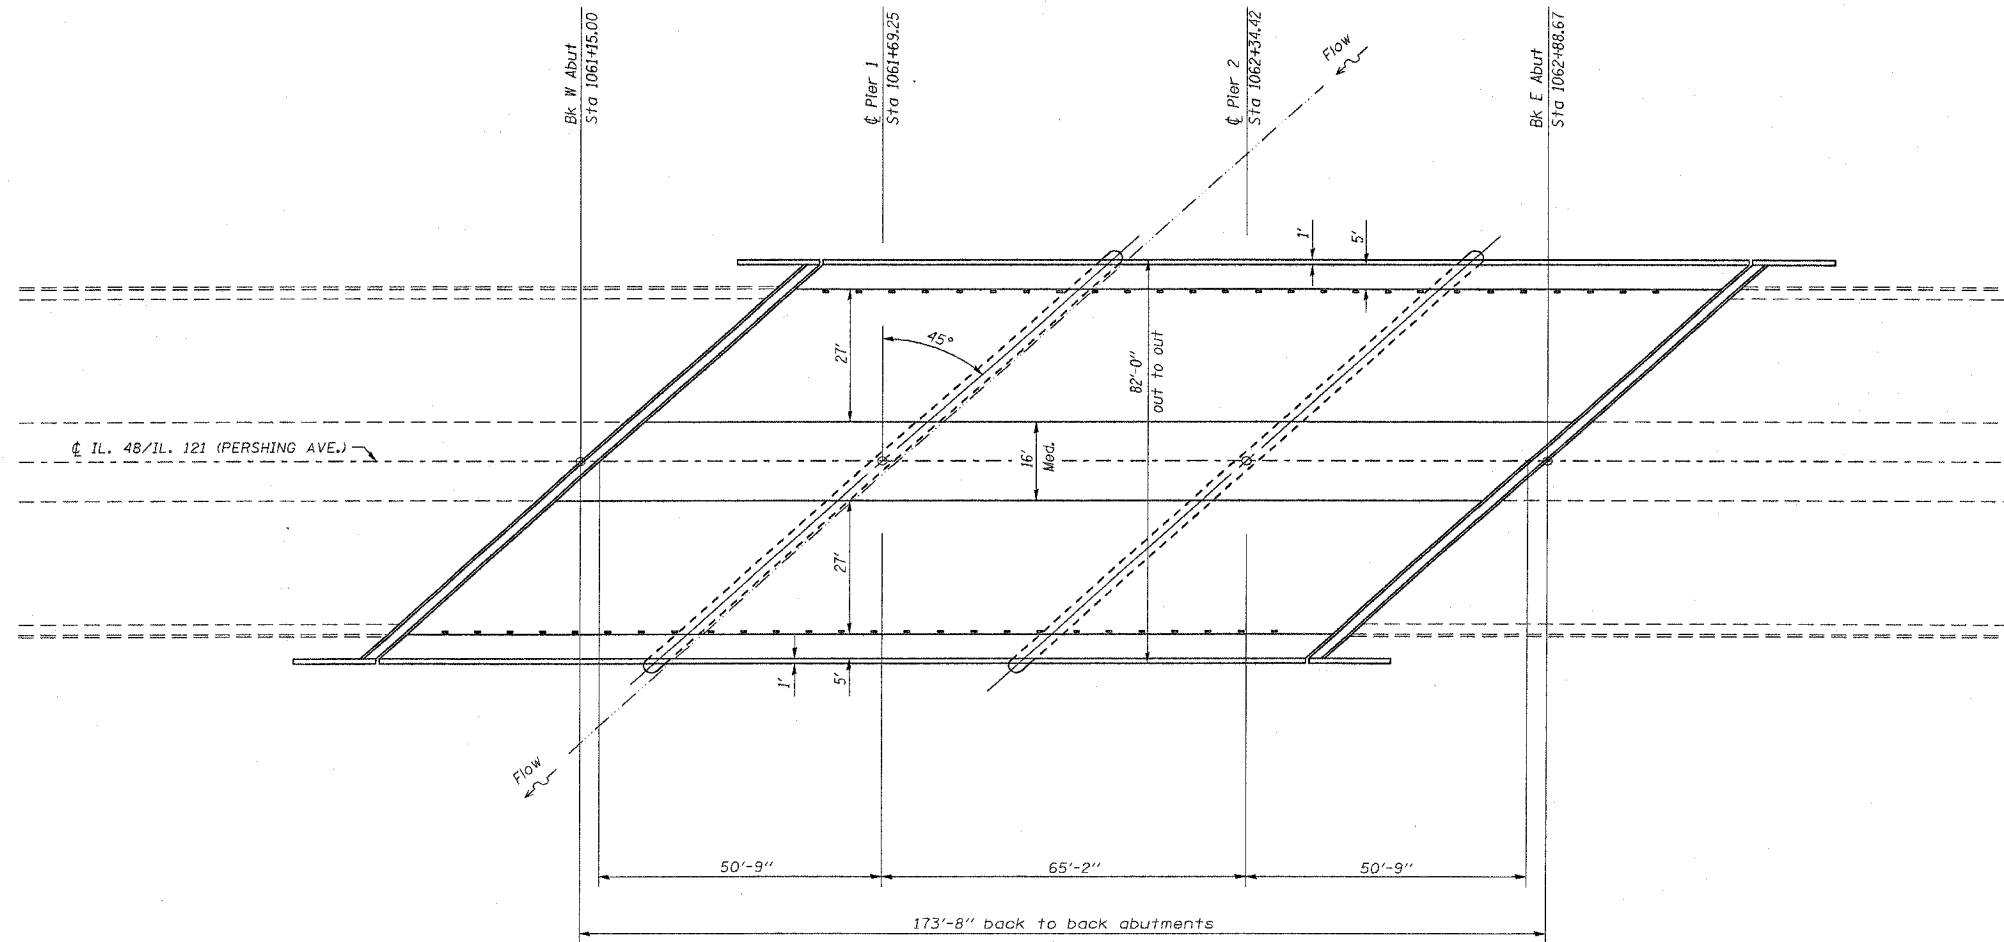 Bk W Abut
Sta 1061+15.00
℄ Pier 1
Sta 1061+69.25
℄ Pier 2
Sta 1062+34.42
Bk E Abut
Sta 1062+88.67
Flow
1'
5'
45°
27'
82'-0"
out to out
℄ IL. 48/IL. 121 (PERSHING AVE.)
16'
Med.
27'
1'
5'
Flow
50'-9"
65'-2"
50'-9"
173'-8" back to back abutments